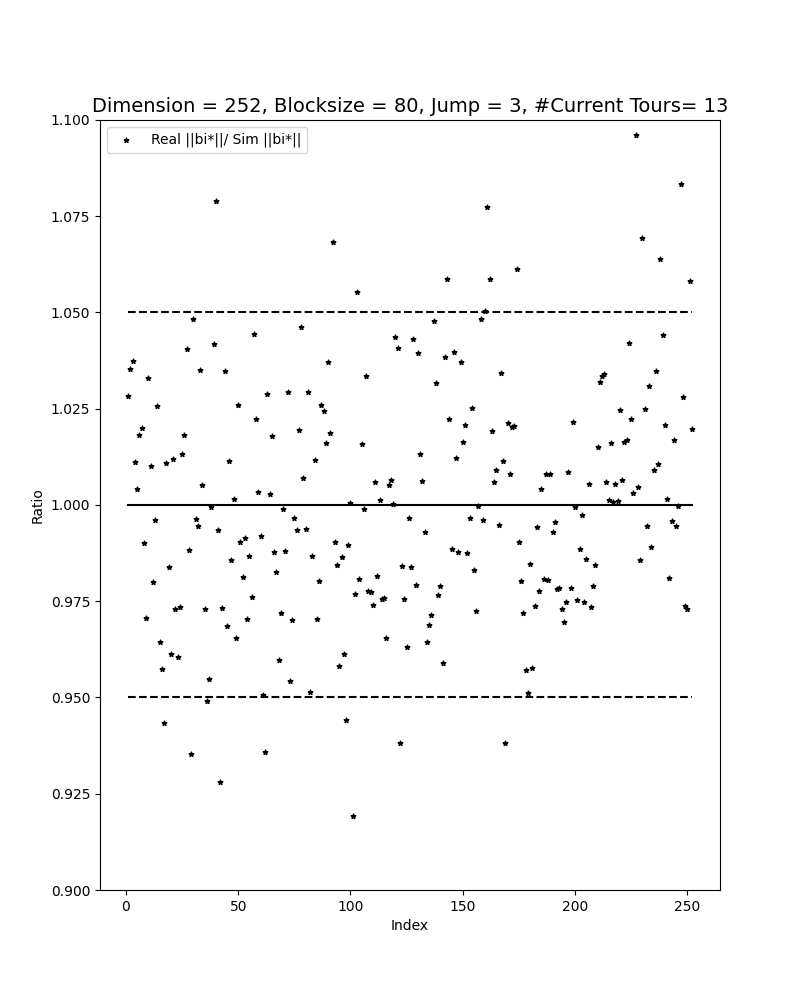 Dimension = 252, Blocksize = 80, Jump = 3, #Current Tours= 13
1.100
Real ||bi*||/ Sim ||bi*||
1.075
1.050
1.025
1.000
Ratio
0.975
0.950
0.925
0.900
0 50 100 150 200 250
Index